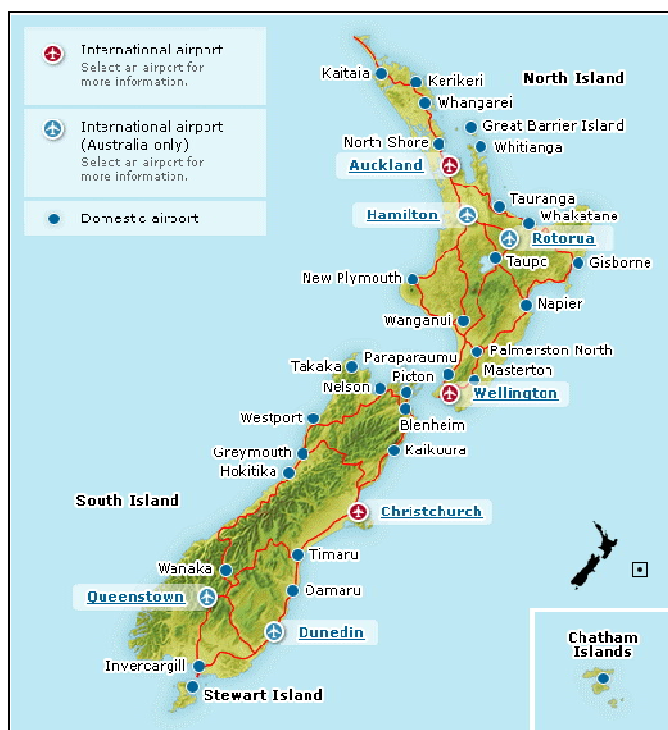 International airport
Select an airport for
more information.
International airport
(Australia only)
Select an airport for
more information.
Domestic airport
North Island
Kaitaia
Kerikeri
Whangarei
Great Barrier Island
North Shore
Whitianga
Auckland
Tauranga
Hamilton
Whakatane
Rotorua
Taupo
Gisborne
New Plymouth
Napier
Wanganui
Palmerston North
Paraparaumu
Takaka
Masterton
Picton
Nelson
Wellington
Westport
Blenheim
Greymouth
Kaikoura
Hokitika
South Island
Christchurch
Timaru
Wanaka
Oamaru
Queenstown
Dunedin
Chatham
Islands
Invercargill
Stewart Island